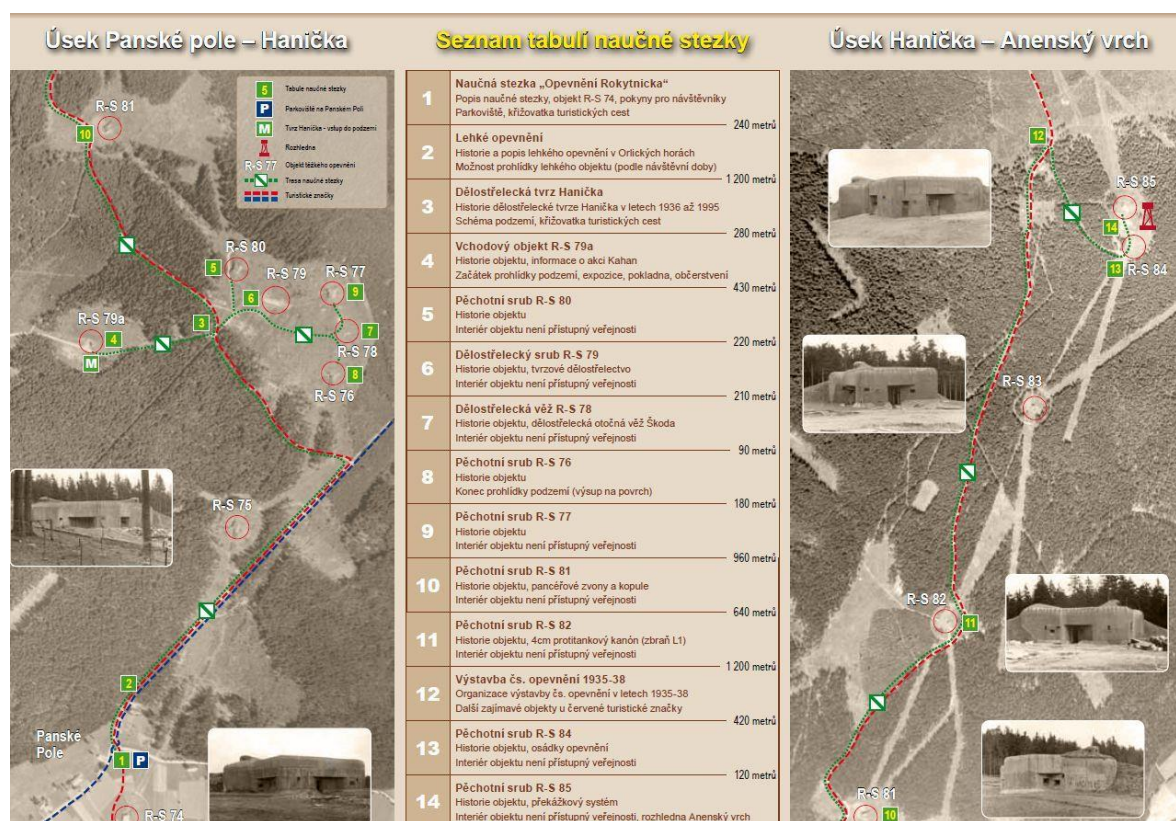 Úsek Panské pole – Hanička
5
Tabule naučné stezky
P
Parkoviště na Panském Poli
M
Tvrz Hanička - vstup do podzemí
Rozhledna
R-S 77
Objekt těžkého opevnění
Trasa naučné stezky
Turistické značky
R-S 81
10
R-S 80
5
R-S 79
6
R-S 77
9
R-S 79a
4
3
M
7
R-S 78
8
R-S 76
R-S 75
2
Panské
Pole
1
P
R-S 74
Seznam tabulí naučné stezky
1
Naučná stezka „Opevnění Rokytnicka“
Popis naučné stezky, objekt R-S 74, pokyny pro návštěvníky
Parkoviště, křižovatka turistických cest
240 metrů
2
Lehké opevnění
Historie a popis lehkého opevnění v Orlických horách
Možnost prohlídky lehkého objektu (podle návštěvní doby)
1 200 metrů
3
Dělostřelecká tvrz Hanička
Historie dělostřelecké tvrze Hanička v letech 1936 až 1995
Schéma podzemí, křižovatka turistických cest
280 metrů
4
Vchodový objekt R-S 79a
Historie objektu, informace o akci Kahan
Začátek prohlídky podzemí, expozice, pokladna, občerstvení
430 metrů
5
Pěchotní srub R-S 80
Historie objektu
Interiér objektu není přístupný veřejnosti
220 metrů
6
Dělostřelecký srub R-S 79
Historie objektu, tvrzové dělostřelectvo
Interiér objektu není přístupný veřejnosti
210 metrů
7
Dělostřelecká věž R-S 78
Historie objektu, dělostřelecká otočná věž Škoda
Interiér objektu není přístupný veřejnosti
90 metrů
8
Pěchotní srub R-S 76
Historie objektu
Konec prohlídky podzemí (výsup na povrch)
180 metrů
9
Pěchotní srub R-S 77
Historie objektu
Interiér objektu není přístupný veřejnosti
960 metrů
10
Pěchotní srub R-S 81
Historie objektu, pancéřové zvony a kopule
Interiér objektu není přístupný veřejnosti
640 metrů
11
Pěchotní srub R-S 82
Historie objektu, 4cm protitankový kanón (zbraň L1)
Interiér objektu není přístupný veřejnosti
1 200 metrů
12
Výstavba čs. opevnění 1935-38
Organizace výstavby čs. opevnění v letech 1935-38
Další zajímavé objekty u červené turistické značky
420 metrů
13
Pěchotní srub R-S 84
Historie objektu, osádky opevnění
Interiér objektu není přístupný veřejnosti
120 metrů
14
Pěchotní srub R-S 85
Historie objektu, překážkový systém
Interiér objektu není přístupný veřejnosti, rozhledna Anenský vrch
Úsek Hanička – Anenský vrch
12
R-S 85
14
13
R-S 84
R-S 83
R-S 82
11
R-S 81
10